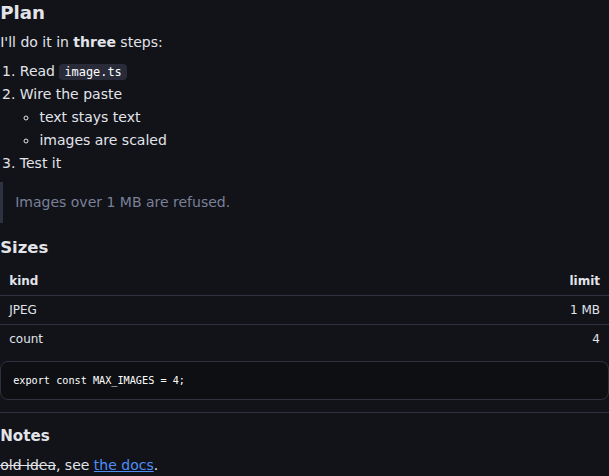 Plan
I'll do it in three steps:
1. Read image.ts
2. Wire the paste
◦ text stays text
◦ images are scaled
3. Test it
Images over 1 MB are refused.
Sizes
kind limit
JPEG 1 MB
count 4
export const MAX_IMAGES = 4;
Notes
old idea, see the docs.